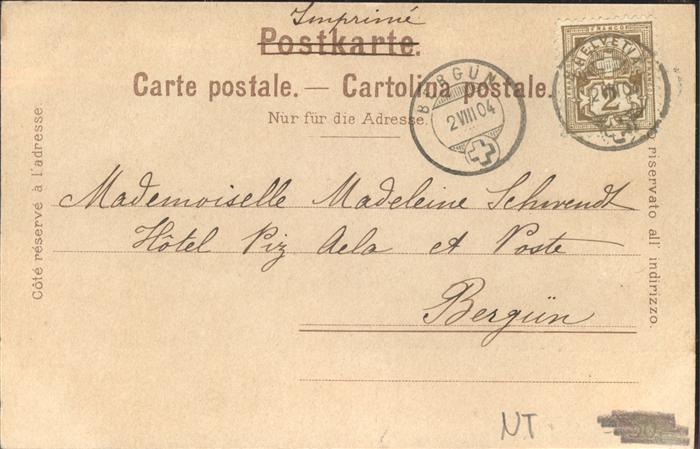 Imprimé
Postkarte.
Carte postale. — Cartolina postale.
Nur für die Adresse.
BERGÜN
2 VIII 04
FRANCO
HELVETIA
2
Côté réservé à l'adresse
riservato all' indirizzo.
Mademoiselle Madeleine Schwendt
Hôtel Piz Aela et Poste
Bergün
NT